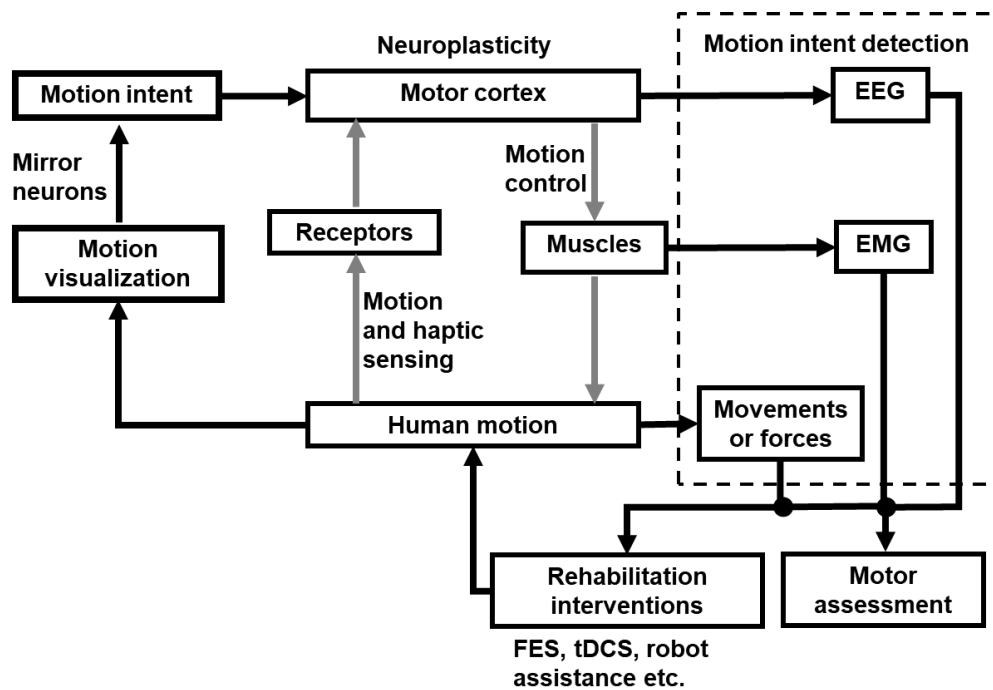 Neuroplasticity
Motion intent detection
Motion intent
Motor cortex
EEG
Mirror
neurons
Motion
control
Receptors
Muscles
EMG
Motion
visualization
Motion
and haptic
sensing
Human motion
Movements
or forces
Rehabilitation
interventions
Motor
assessment
FES, tDCS, robot
assistance etc.